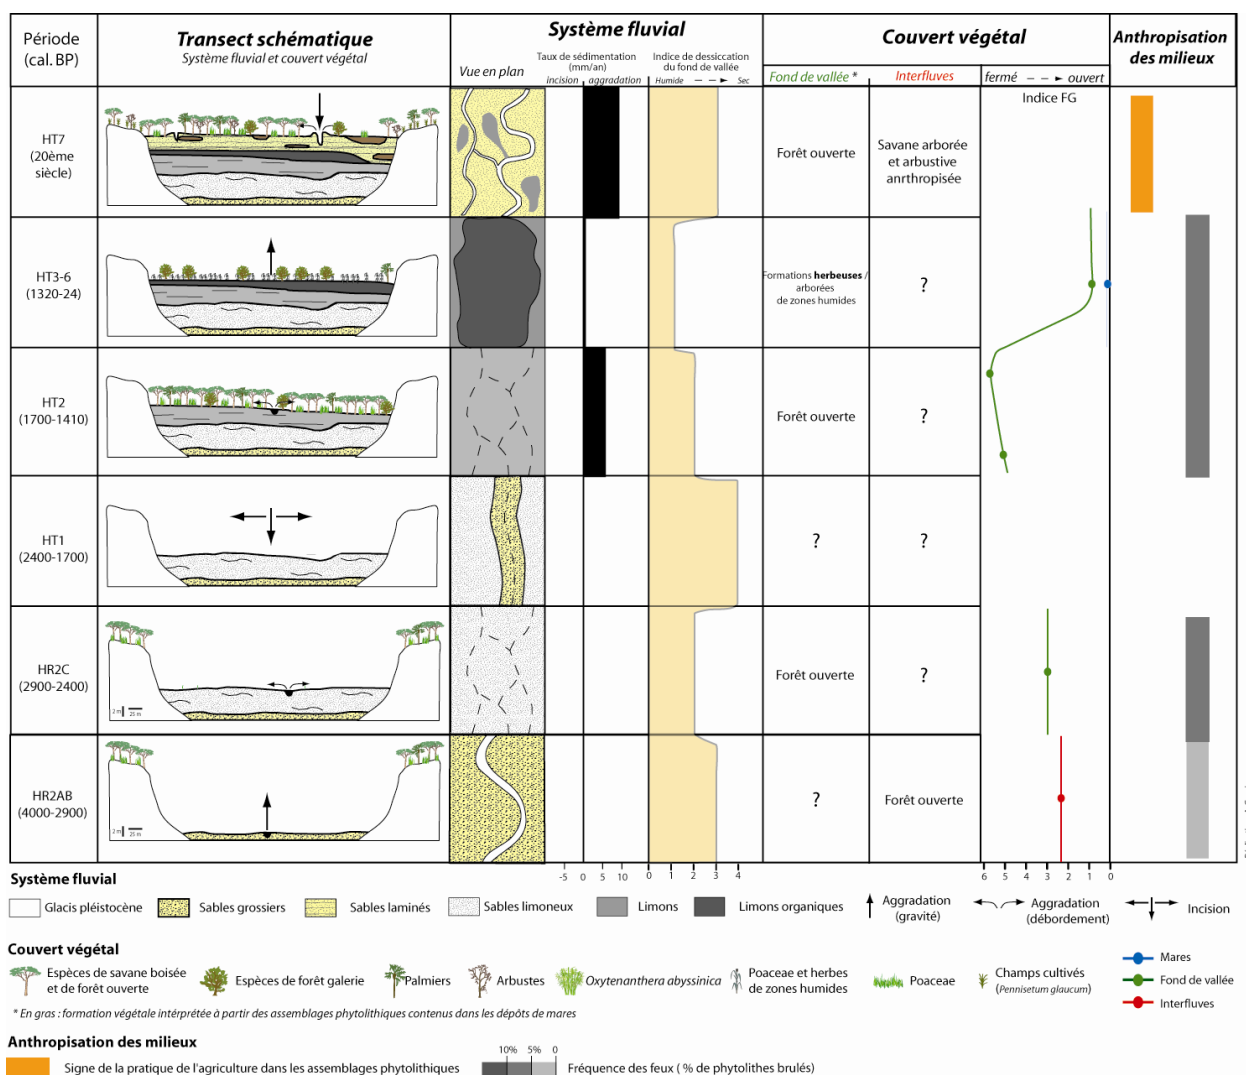 Période
(cal. BP)
Transect schématique
Système fluvial et couvert végétal
Système fluvial
Vue en plan
Taux de sédimentation
(mm/an)
incision
aggradation
Indice de dessiccation
du fond de vallée
Humide
Sec
Couvert végétal
Fond de vallée *
Interfluves
fermé
ouvert
Anthropisation
des milieux
Indice FG
HT7
(20ème
siècle)
Forêt ouverte
Savane arborée
et arbustive
anrthropisée
HT3-6
(1320-24)
Formations herbeuses /
arborées
de zones humides
?
HT2
(1700-1410)
Forêt ouverte
?
HT1
(2400-1700)
?
?
HR2C
(2900-2400)
2 m
25 m
Forêt ouverte
?
HR2AB
(4000-2900)
2 m
25 m
?
Forêt ouverte
-5 0 5 10
0 1 2 3 4
6 5 4 3 2 1 0
Système fluvial
Glacis pléistocène
Sables grossiers
Sables laminés
Sables limoneux
Limons
Limons organiques
Aggradation
(gravité)
Aggradation
(débordement)
Incision
Couvert végétal
Espèces de savane boisée
et de forêt ouverte
Espèces de forêt galerie
Palmiers
Arbustes
Oxytenanthera abyssinica
Poaceae et herbes
de zones humides
Poaceae
Champs cultivés
(Pennisetum glaucum)
Mares
Fond de vallée
Interfluves
* En gras : formation végétale intérprétée à partir des assemblages phytolithiques contenus dans les dépôts de mares
Anthropisation des milieux
Signe de la pratique de l'agriculture dans les assemblages phytolithiques
10% 5% 0
Fréquence des feux ( % de phytolithes brulés)